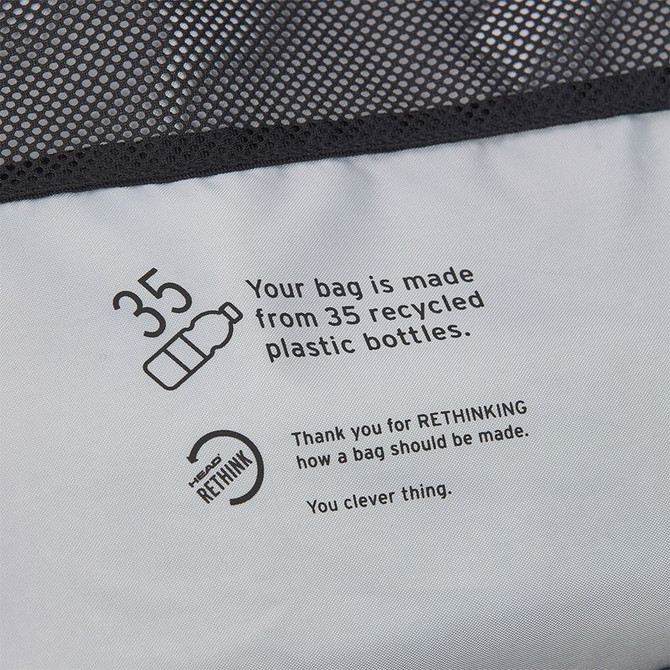 35
Your bag is made
from 35 recycled
plastic bottles.
HEAD
RETHINK
Thank you for RETHINKING
how a bag should be made.
You clever thing.